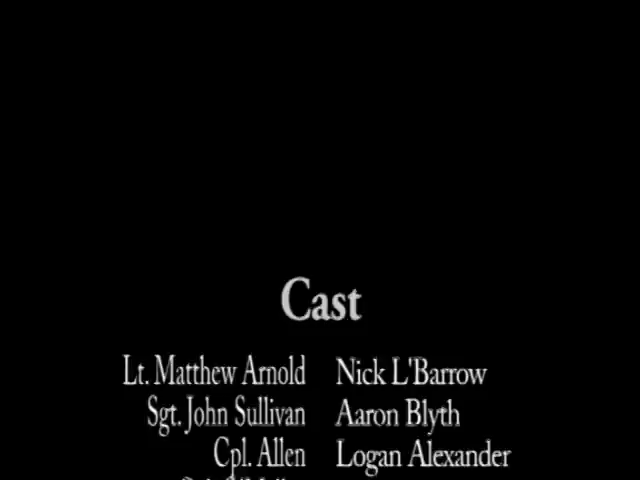 Cast
Lt. Matthew Arnold Nick L'Barrow
Sgt. John Sullivan Aaron Blyth
Cpl. Allen Logan Alexander